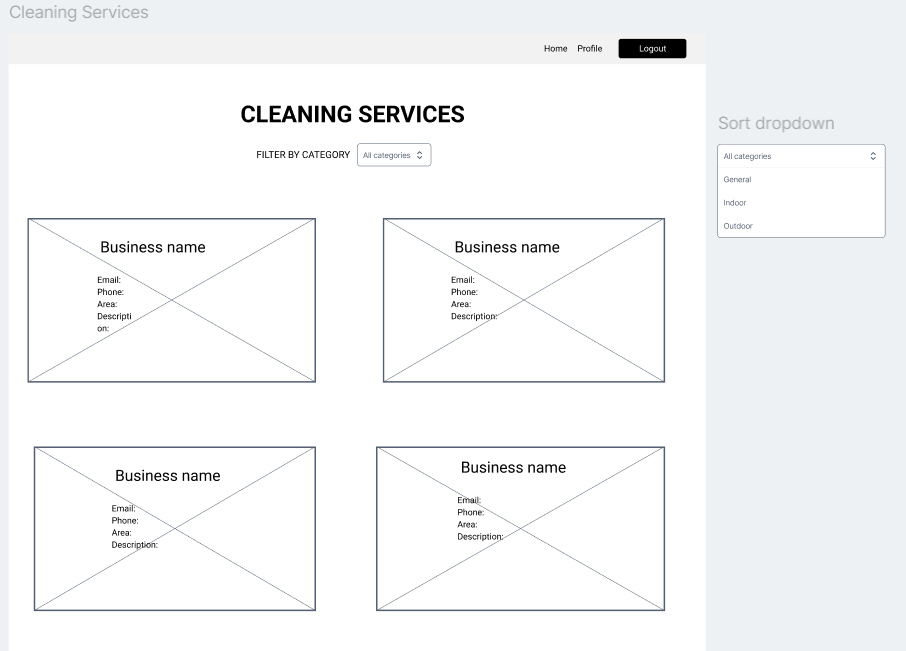 Cleaning Services
Home Profile Logout
CLEANING SERVICES
FILTER BY CATEGORY All categories
Sort dropdown
All categories
General
Indoor
Outdoor
Business name
Email:
Phone:
Area:
Descripti
on:
Business name
Email:
Phone:
Area:
Description:
Business name
Email:
Phone:
Area:
Description:
Business name
Email:
Phone:
Area:
Description: